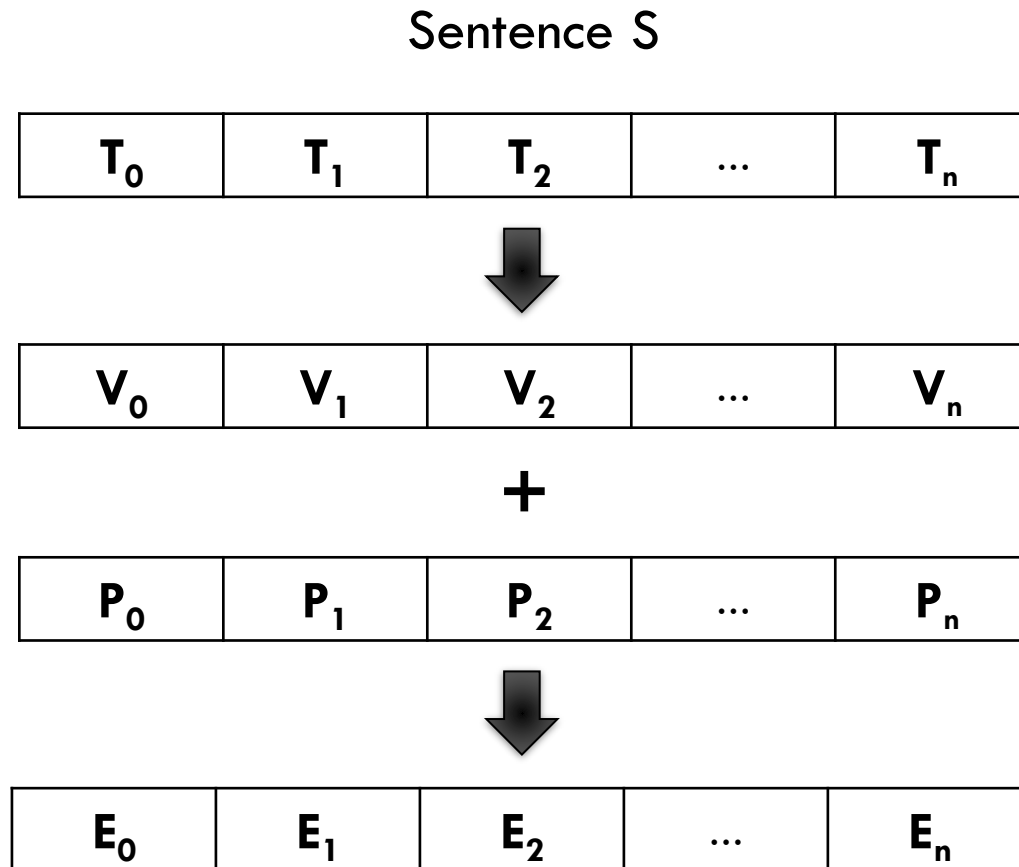 Sentence S
T₀ T₁ T₂ ... Tₙ
V₀ V₁ V₂ ... Vₙ
+
P₀ P₁ P₂ ... Pₙ
E₀ E₁ E₂ ... Eₙ